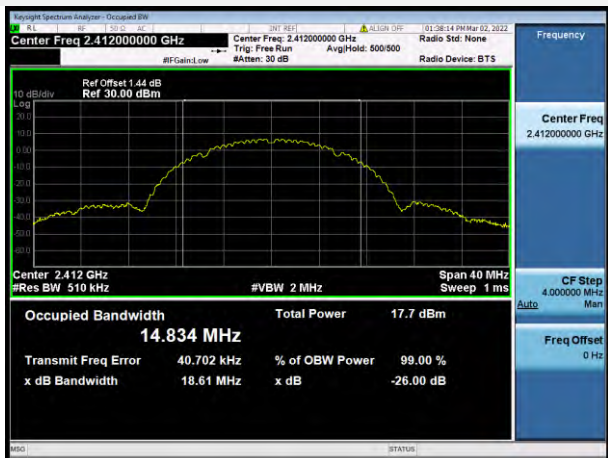 Keysight Spectrum Analyzer - Occupied BW
RL RF 50 Ω AC INT REF ALIGN OFF 01:38:14 PM Mar 02, 2022
Center Freq 2.412000000 GHz Center Freq: 2.412000000 GHz Radio Std: None
Trig: Free Run Avg|Hold: 500/500
#IFGain:Low #Atten: 30 dB Radio Device: BTS
Frequency
Ref Offset 1.44 dB
10 dB/div Ref 30.00 dBm
Log
20.0
10.0
0.00
-10.0
-20.0
-30.0
-40.0
-50.0
-60.0
Center Freq
2.412000000 GHz
Center 2.412 GHz Span 40 MHz
#Res BW 510 kHz #VBW 2 MHz Sweep 1 ms
CF Step
4.000000 MHz
Auto Man
Occupied Bandwidth Total Power 17.7 dBm
14.834 MHz
Freq Offset
0 Hz
Transmit Freq Error 40.702 kHz % of OBW Power 99.00 %
x dB Bandwidth 18.61 MHz x dB -26.00 dB
MSG STATUS